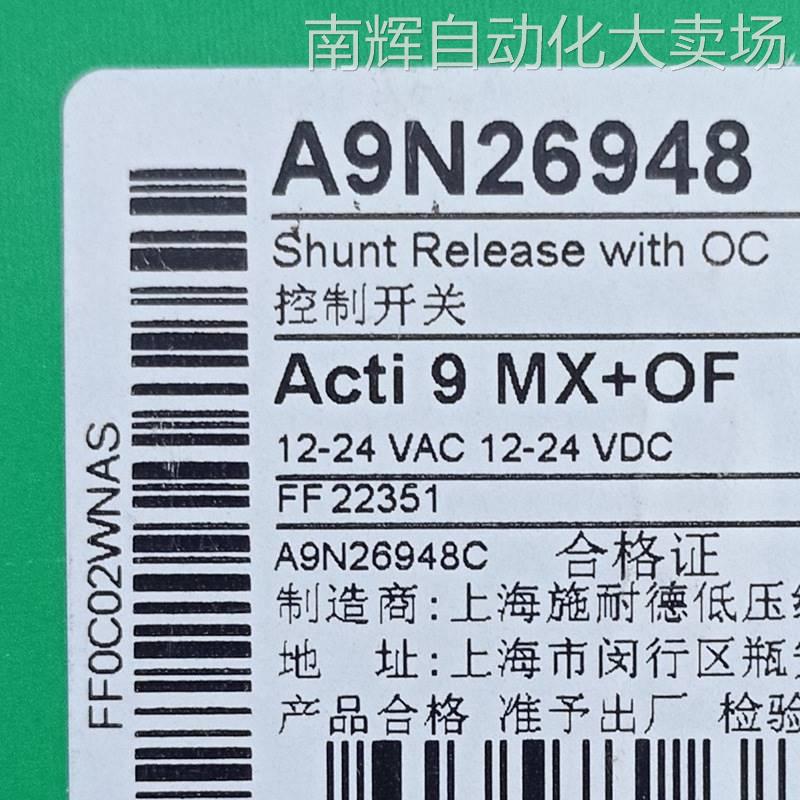 南辉自动化大卖场
A9N26948
Shunt Release with OC
控制开关
Acti 9 MX+OF
12-24 VAC 12-24 VDC
FF 22351
A9N26948C 合格证
制造商:上海施耐德低压
地 址:上海市闵行区瓶
产品合格 准予出厂 检验
FF0C02WNAS